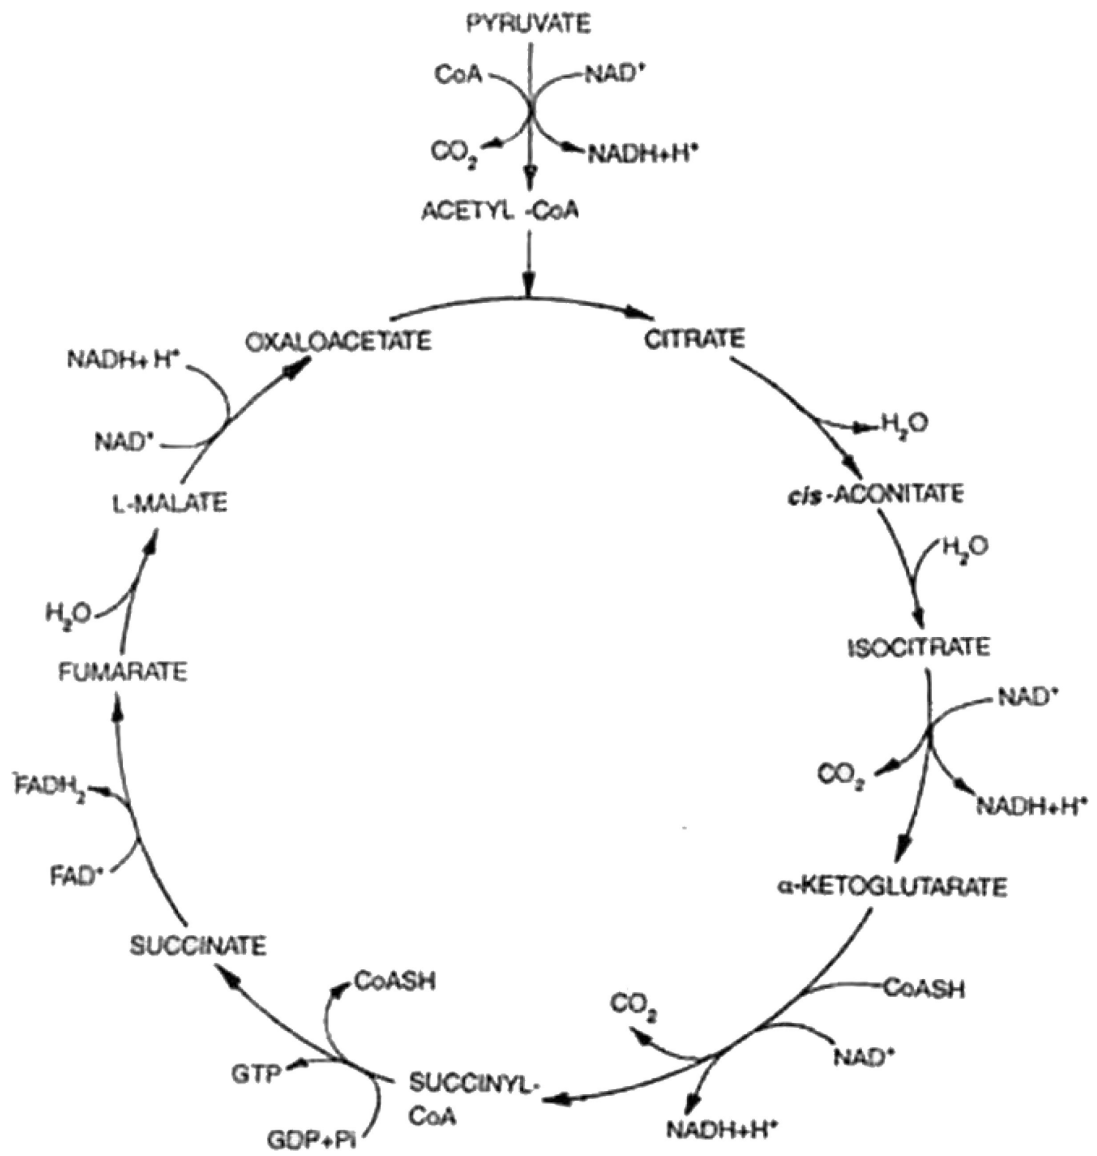 PYRUVATE
CoA
NAD⁺
CO₂
NADH+H⁺
ACETYL -CoA
OXALOACETATE
CITRATE
NADH+ H⁺
H₂O
NAD⁺
cis-ACONITATE
L-MALATE
H₂O
H₂O
ISOCITRATE
FUMARATE
NAD⁺
CO₂
FADH₂
NADH+H⁺
FAD⁺
α-KETOGLUTARATE
SUCCINATE
CoASH
CoASH
CO₂
NAD⁺
GTP
SUCCINYL-
CoA
NADH+H⁺
GDP+Pi